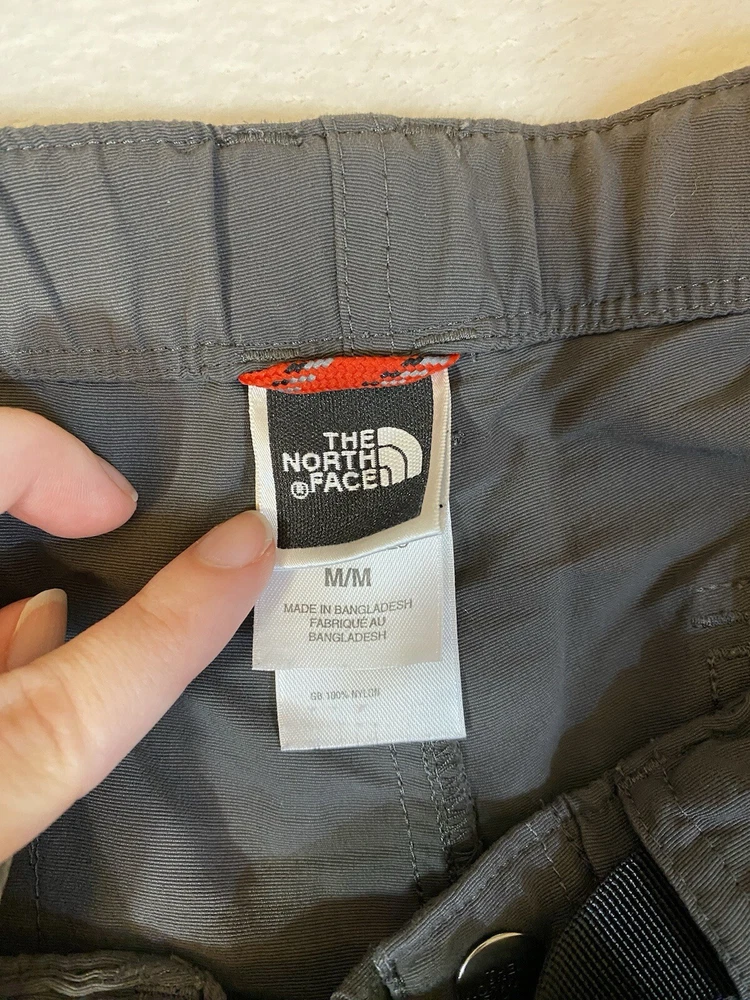 THE
NORTH
®FACE
M/M
MADE IN BANGLADESH
FABRIQUÉ AU
BANGLADESH
GB 100% NYLON